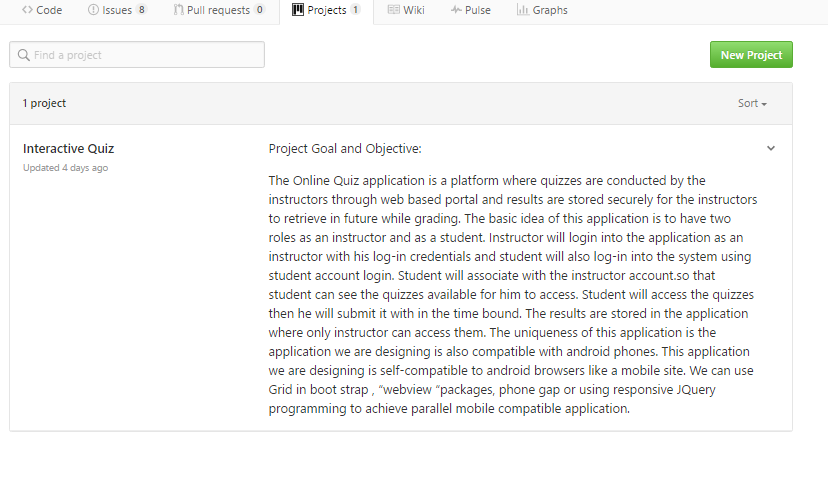 Code Issues 8 Pull requests 0 Projects 1 Wiki Pulse Graphs
Find a project
New Project
1 project
Sort
Interactive Quiz
Updated 4 days ago
Project Goal and Objective:
The Online Quiz application is a platform where quizzes are conducted by the
instructors through web based portal and results are stored securely for the instructors
to retrieve in future while grading. The basic idea of this application is to have two
roles as an instructor and as a student. Instructor will login into the application as an
instructor with his log-in credentials and student will also log-in into the system using
student account login. Student will associate with the instructor account.so that
student can see the quizzes available for him to access. Student will access the quizzes
then he will submit it with in the time bound. The results are stored in the application
where only instructor can access them. The uniqueness of this application is the
application we are designing is also compatible with android phones. This application
we are designing is self-compatible to android browsers like a mobile site. We can use
Grid in boot strap , “webview “packages, phone gap or using responsive JQuery
programming to achieve parallel mobile compatible application.